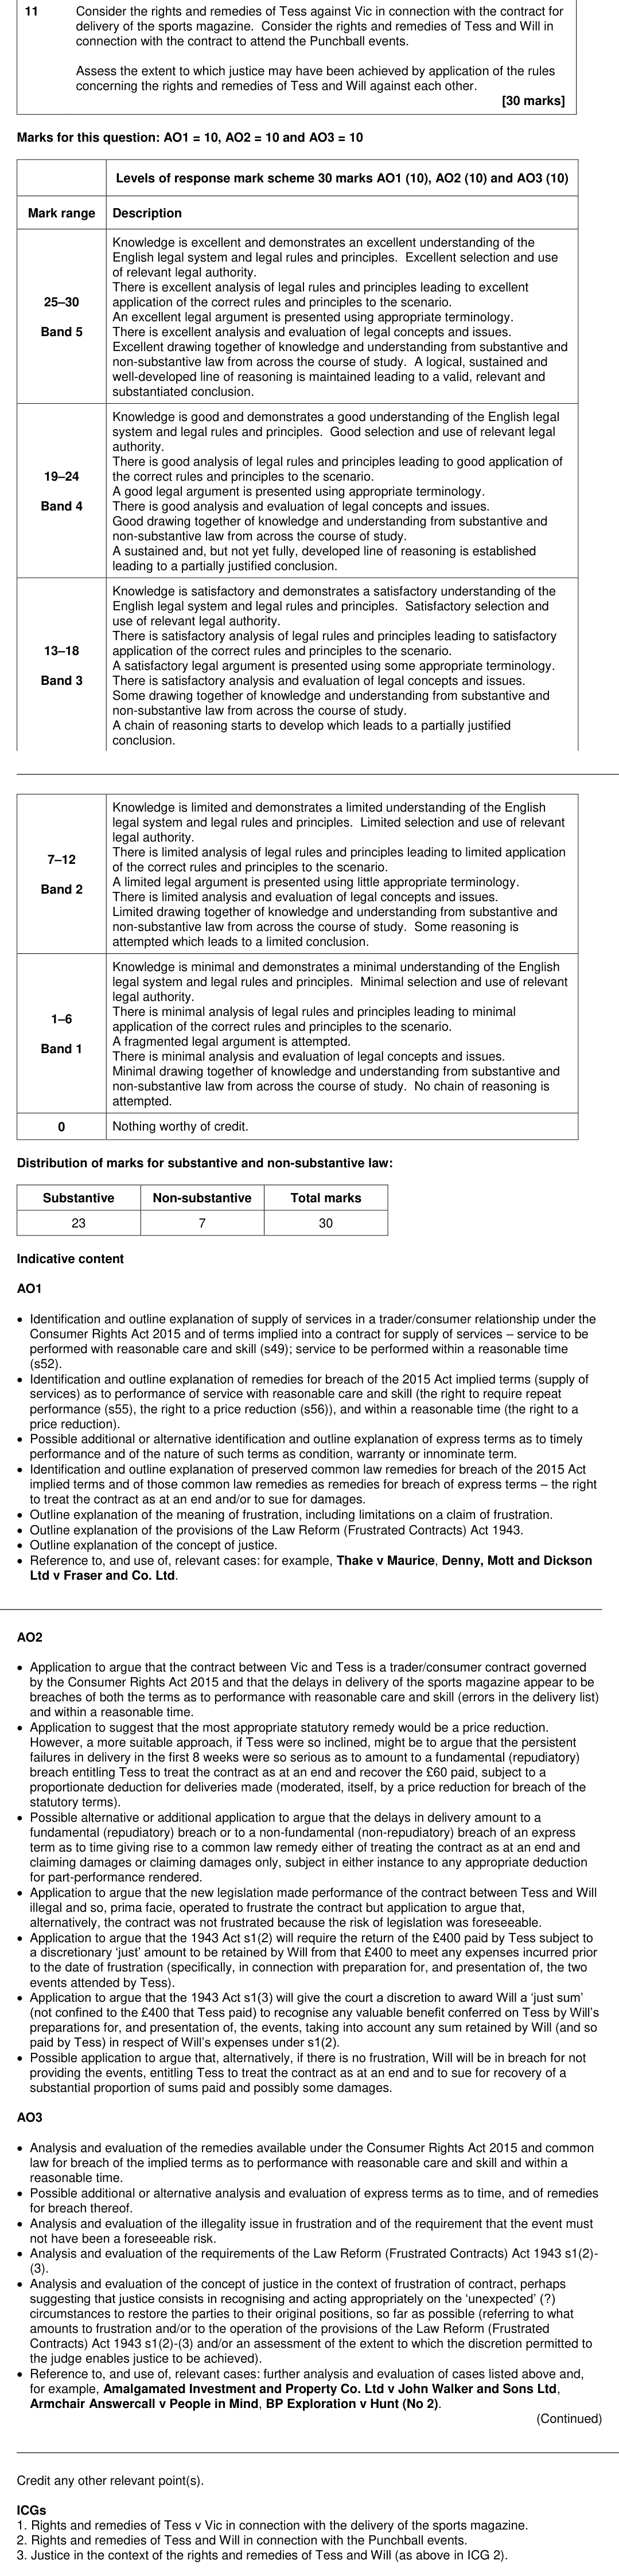 11 Consider the rights and remedies of Tess against Vic in connection with the contract for
delivery of the sports magazine. Consider the rights and remedies of Tess and Will in
connection with the contract to attend the Punchball events.
Assess the extent to which justice may have been achieved by application of the rules
concerning the rights and remedies of Tess and Will against each other.
[30 marks]
Marks for this question: AO1 = 10, AO2 = 10 and AO3 = 10
Levels of response mark scheme 30 marks AO1 (10), AO2 (10) and AO3 (10)
Mark range Description
25–30
Band 5
Knowledge is excellent and demonstrates an excellent understanding of the
English legal system and legal rules and principles. Excellent selection and use
of relevant legal authority.
There is excellent analysis of legal rules and principles leading to excellent
application of the correct rules and principles to the scenario.
An excellent legal argument is presented using appropriate terminology.
There is excellent analysis and evaluation of legal concepts and issues.
Excellent drawing together of knowledge and understanding from substantive and
non-substantive law from across the course of study. A logical, sustained and
well-developed line of reasoning is maintained leading to a valid, relevant and
substantiated conclusion.
19–24
Band 4
Knowledge is good and demonstrates a good understanding of the English legal
system and legal rules and principles. Good selection and use of relevant legal
authority.
There is good analysis of legal rules and principles leading to good application of
the correct rules and principles to the scenario.
A good legal argument is presented using appropriate terminology.
There is good analysis and evaluation of legal concepts and issues.
Good drawing together of knowledge and understanding from substantive and
non-substantive law from across the course of study.
A sustained and, but not yet fully, developed line of reasoning is established
leading to a partially justified conclusion.
13–18
Band 3
Knowledge is satisfactory and demonstrates a satisfactory understanding of the
English legal system and legal rules and principles. Satisfactory selection and
use of relevant legal authority.
There is satisfactory analysis of legal rules and principles leading to satisfactory
application of the correct rules and principles to the scenario.
A satisfactory legal argument is presented using some appropriate terminology.
There is satisfactory analysis and evaluation of legal concepts and issues.
Some drawing together of knowledge and understanding from substantive and
non-substantive law from across the course of study.
A chain of reasoning starts to develop which leads to a partially justified
conclusion.
7–12
Band 2
Knowledge is limited and demonstrates a limited understanding of the English
legal system and legal rules and principles. Limited selection and use of relevant
legal authority.
There is limited analysis of legal rules and principles leading to limited application
of the correct rules and principles to the scenario.
A limited legal argument is presented using little appropriate terminology.
There is limited analysis and evaluation of legal concepts and issues.
Limited drawing together of knowledge and understanding from substantive and
non-substantive law from across the course of study. Some reasoning is
attempted which leads to a limited conclusion.
1–6
Band 1
Knowledge is minimal and demonstrates a minimal understanding of the English
legal system and legal rules and principles. Minimal selection and use of relevant
legal authority.
There is minimal analysis of legal rules and principles leading to minimal
application of the correct rules and principles to the scenario.
A fragmented legal argument is attempted.
There is minimal analysis and evaluation of legal concepts and issues.
Minimal drawing together of knowledge and understanding from substantive and
non-substantive law from across the course of study. No chain of reasoning is
attempted.
0 Nothing worthy of credit.
Distribution of marks for substantive and non-substantive law:
Substantive Non-substantive Total marks
23 7 30
Indicative content
AO1
• Identification and outline explanation of supply of services in a trader/consumer relationship under the
Consumer Rights Act 2015 and of terms implied into a contract for supply of services – service to be
performed with reasonable care and skill (s49); service to be performed within a reasonable time
(s52).
• Identification and outline explanation of remedies for breach of the 2015 Act implied terms (supply of
services) as to performance of service with reasonable care and skill (the right to require repeat
performance (s55), the right to a price reduction (s56)), and within a reasonable time (the right to a
price reduction).
• Possible additional or alternative identification and outline explanation of express terms as to timely
performance and of the nature of such terms as condition, warranty or innominate term.
• Identification and outline explanation of preserved common law remedies for breach of the 2015 Act
implied terms and of those common law remedies as remedies for breach of express terms – the right
to treat the contract as at an end and/or to sue for damages.
• Outline explanation of the meaning of frustration, including limitations on a claim of frustration.
• Outline explanation of the provisions of the Law Reform (Frustrated Contracts) Act 1943.
• Outline explanation of the concept of justice.
• Reference to, and use of, relevant cases: for example, Thake v Maurice, Denny, Mott and Dickson
Ltd v Fraser and Co. Ltd.
AO2
• Application to argue that the contract between Vic and Tess is a trader/consumer contract governed
by the Consumer Rights Act 2015 and that the delays in delivery of the sports magazine appear to be
breaches of both the terms as to performance with reasonable care and skill (errors in the delivery list)
and within a reasonable time.
• Application to suggest that the most appropriate statutory remedy would be a price reduction.
However, a more suitable approach, if Tess were so inclined, might be to argue that the persistent
failures in delivery in the first 8 weeks were so serious as to amount to a fundamental (repudiatory)
breach entitling Tess to treat the contract as at an end and recover the £60 paid, subject to a
proportionate deduction for deliveries made (moderated, itself, by a price reduction for breach of the
statutory terms).
• Possible alternative or additional application to argue that the delays in delivery amount to a
fundamental (repudiatory) breach or to a non-fundamental (non-repudiatory) breach of an express
term as to time giving rise to a common law remedy either of treating the contract as at an end and
claiming damages or claiming damages only, subject in either instance to any appropriate deduction
for part-performance rendered.
• Application to argue that the new legislation made performance of the contract between Tess and Will
illegal and so, prima facie, operated to frustrate the contract but application to argue that,
alternatively, the contract was not frustrated because the risk of legislation was foreseeable.
• Application to argue that the 1943 Act s1(2) will require the return of the £400 paid by Tess subject to
a discretionary ‘just’ amount to be retained by Will from that £400 to meet any expenses incurred prior
to the date of frustration (specifically, in connection with preparation for, and presentation of, the two
events attended by Tess).
• Application to argue that the 1943 Act s1(3) will give the court a discretion to award Will a ‘just sum’
(not confined to the £400 that Tess paid) to recognise any valuable benefit conferred on Tess by Will’s
preparations for, and presentation of, the events, taking into account any sum retained by Will (and so
paid by Tess) in respect of Will’s expenses under s1(2).
• Possible application to argue that, alternatively, if there is no frustration, Will will be in breach for not
providing the events, entitling Tess to treat the contract as at an end and to sue for recovery of a
substantial proportion of sums paid and possibly some damages.
AO3
• Analysis and evaluation of the remedies available under the Consumer Rights Act 2015 and common
law for breach of the implied terms as to performance with reasonable care and skill and within a
reasonable time.
• Possible additional or alternative analysis and evaluation of express terms as to time, and of remedies
for breach thereof.
• Analysis and evaluation of the illegality issue in frustration and of the requirement that the event must
not have been a foreseeable risk.
• Analysis and evaluation of the requirements of the Law Reform (Frustrated Contracts) Act 1943 s1(2)-
(3).
• Analysis and evaluation of the concept of justice in the context of frustration of contract, perhaps
suggesting that justice consists in recognising and acting appropriately on the ‘unexpected’ (?)
circumstances to restore the parties to their original positions, so far as possible (referring to what
amounts to frustration and/or to the operation of the provisions of the Law Reform (Frustrated
Contracts) Act 1943 s1(2)-(3) and/or an assessment of the extent to which the discretion permitted to
the judge enables justice to be achieved).
• Reference to, and use of, relevant cases: further analysis and evaluation of cases listed above and,
for example, Amalgamated Investment and Property Co. Ltd v John Walker and Sons Ltd,
Armchair Answercall v People in Mind, BP Exploration v Hunt (No 2).
(Continued)
Credit any other relevant point(s).
ICGs
1. Rights and remedies of Tess v Vic in connection with the delivery of the sports magazine.
2. Rights and remedies of Tess and Will in connection with the Punchball events.
3. Justice in the context of the rights and remedies of Tess and Will (as above in ICG 2).